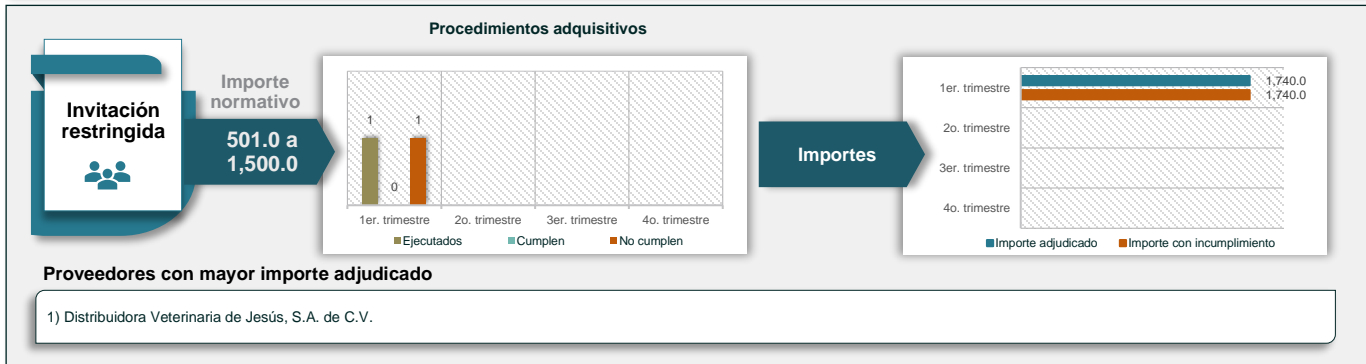 Procedimientos adquisitivos
Invitación
restringida
Importe
normativo
501.0 a
1,500.0
1
0
1
1er. trimestre
2o. trimestre
3er. trimestre
4o. trimestre
Ejecutados
Cumplen
No cumplen
Importes
1er. trimestre
1,740.0
1,740.0
2o. trimestre
3er. trimestre
4o. trimestre
Importe adjudicado
Importe con incumplimiento
Proveedores con mayor importe adjudicado
1) Distribuidora Veterinaria de Jesús, S.A. de C.V.